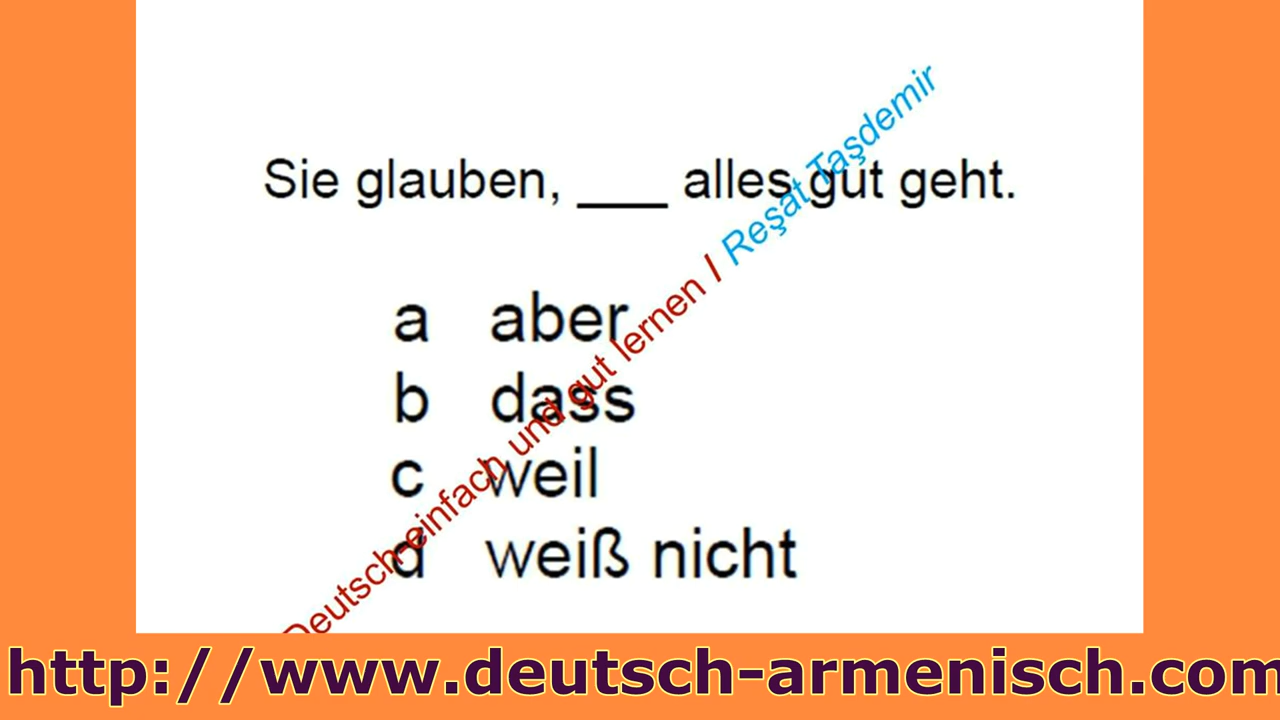 Sie glauben, ___ alles gut geht.
a aber
b dass
c weil
d weiß nicht
Deutsch-einfach und gut lernen / Reşat Taşdemir
http://www.deutsch-armenisch.com